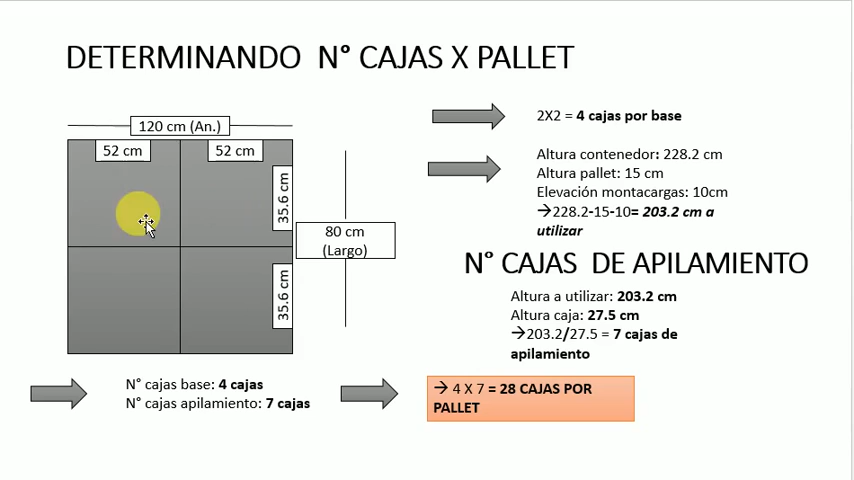 DETERMINANDO N° CAJAS X PALLET
120 cm (An.)
52 cm
52 cm
35.6 cm
35.6 cm
80 cm
(Largo)
2X2 = 4 cajas por base
Altura contenedor: 228.2 cm
Altura pallet: 15 cm
Elevación montacargas: 10cm
→228.2-15-10= 203.2 cm a
utilizar
N° CAJAS DE APILAMIENTO
Altura a utilizar: 203.2 cm
Altura caja: 27.5 cm
→203.2/27.5 = 7 cajas de
apilamiento
N° cajas base: 4 cajas
N° cajas apilamiento: 7 cajas
→ 4 X 7 = 28 CAJAS POR
PALLET